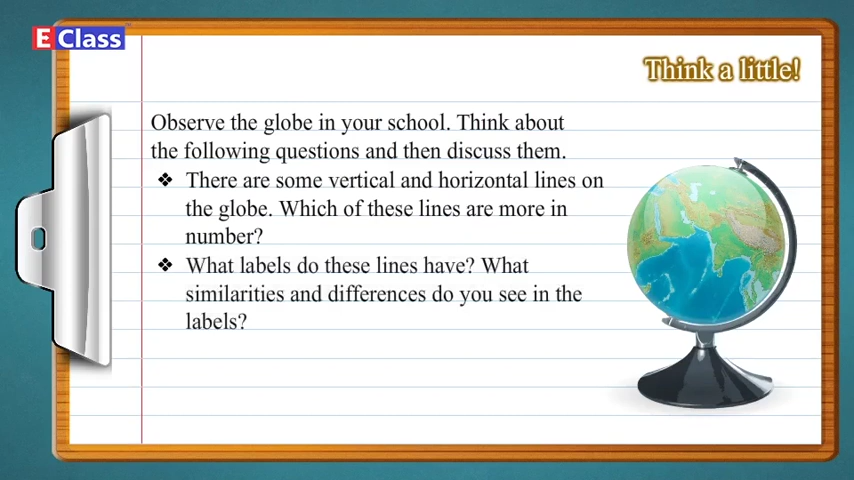 E Class
Think a little!
Observe the globe in your school. Think about
the following questions and then discuss them.
❖ There are some vertical and horizontal lines on
the globe. Which of these lines are more in
number?
❖ What labels do these lines have? What
similarities and differences do you see in the
labels?